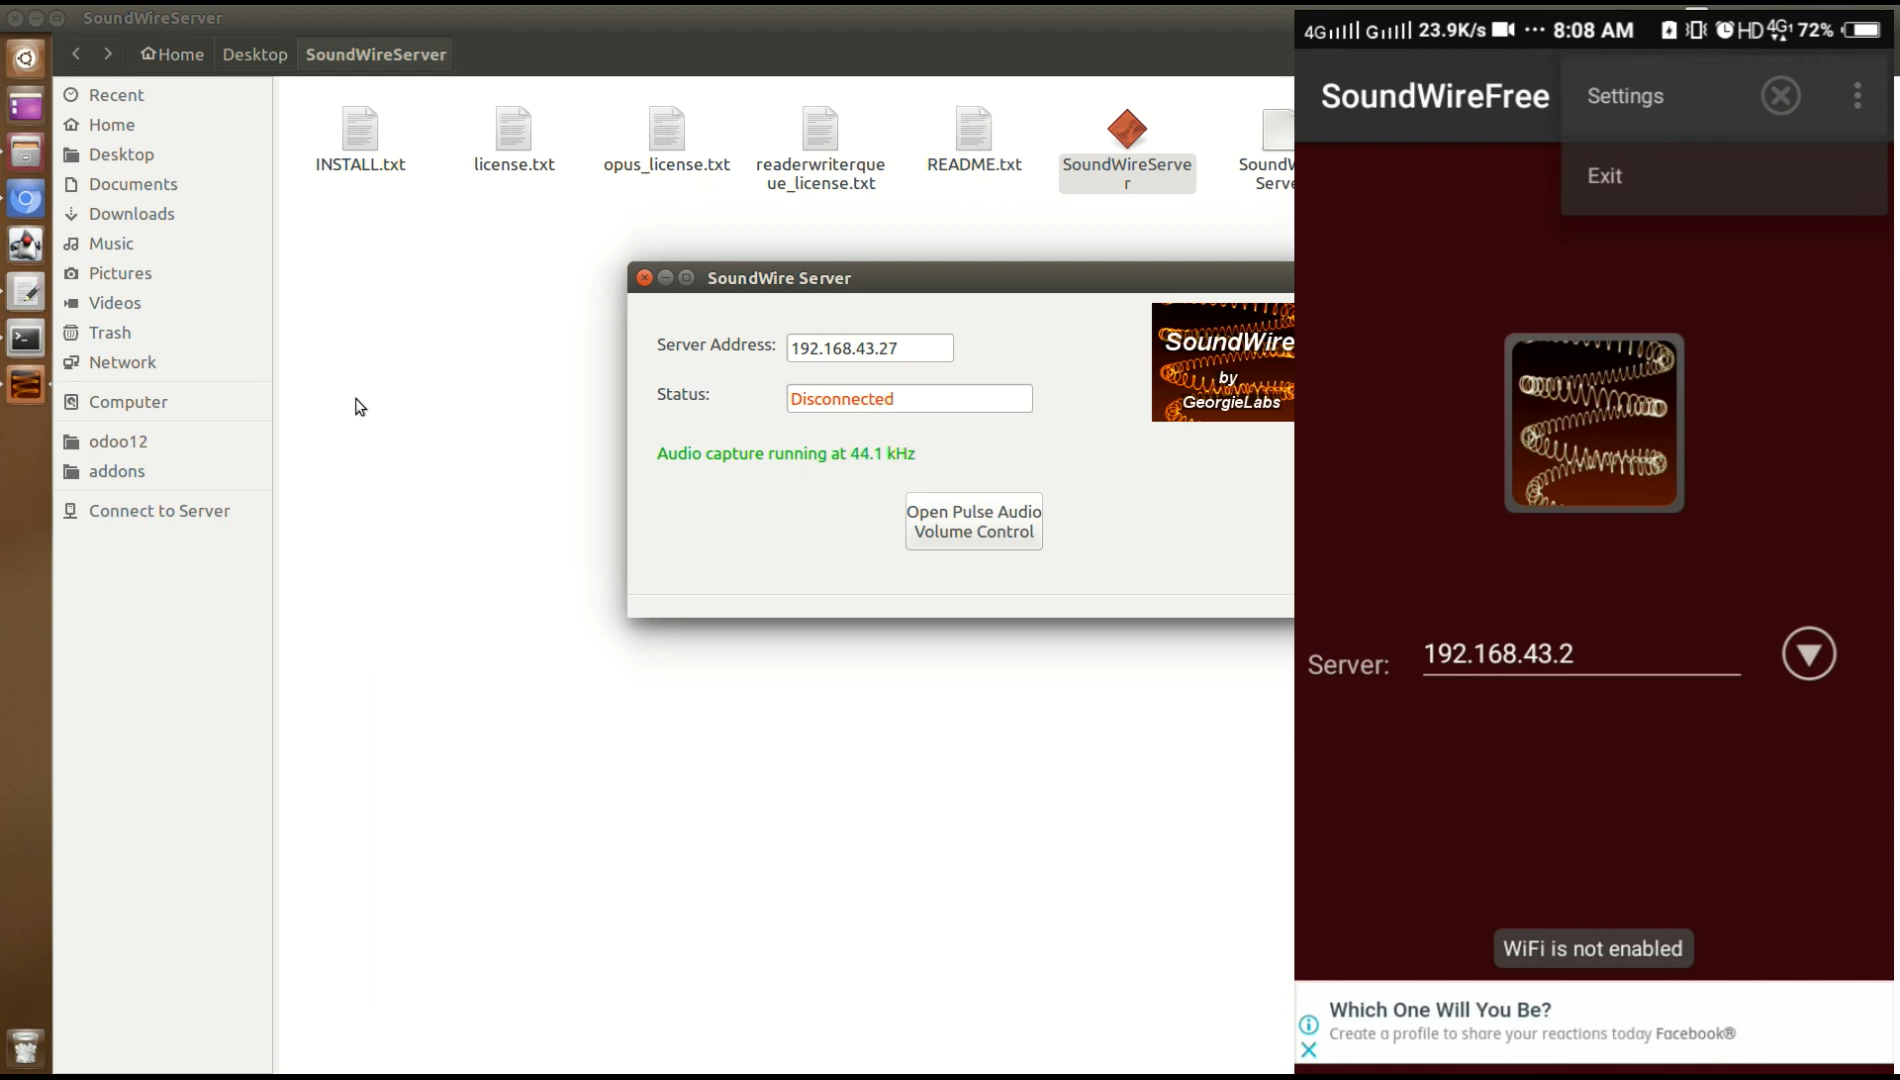 SoundWireServer
Home
Desktop
SoundWireServer
Recent
Home
Desktop
Documents
Downloads
Music
Pictures
Videos
Trash
Network
Computer
odoo12
addons
Connect to Server
INSTALL.txt
license.txt
opus_license.txt
readerwriterque
ue_license.txt
README.txt
SoundWireServe
r
SoundW
Serve
SoundWire Server
Server Address:
192.168.43.27
Status:
Disconnected
Audio capture running at 44.1 kHz
Open Pulse Audio
Volume Control
SoundWire
by
GeorgieLabs
4G G 23.9K/s ··· 8:08 AM HD 4G 72%
SoundWireFree
Settings
Exit
Server:
192.168.43.2
WiFi is not enabled
Which One Will You Be?
Create a profile to share your reactions today Facebook®